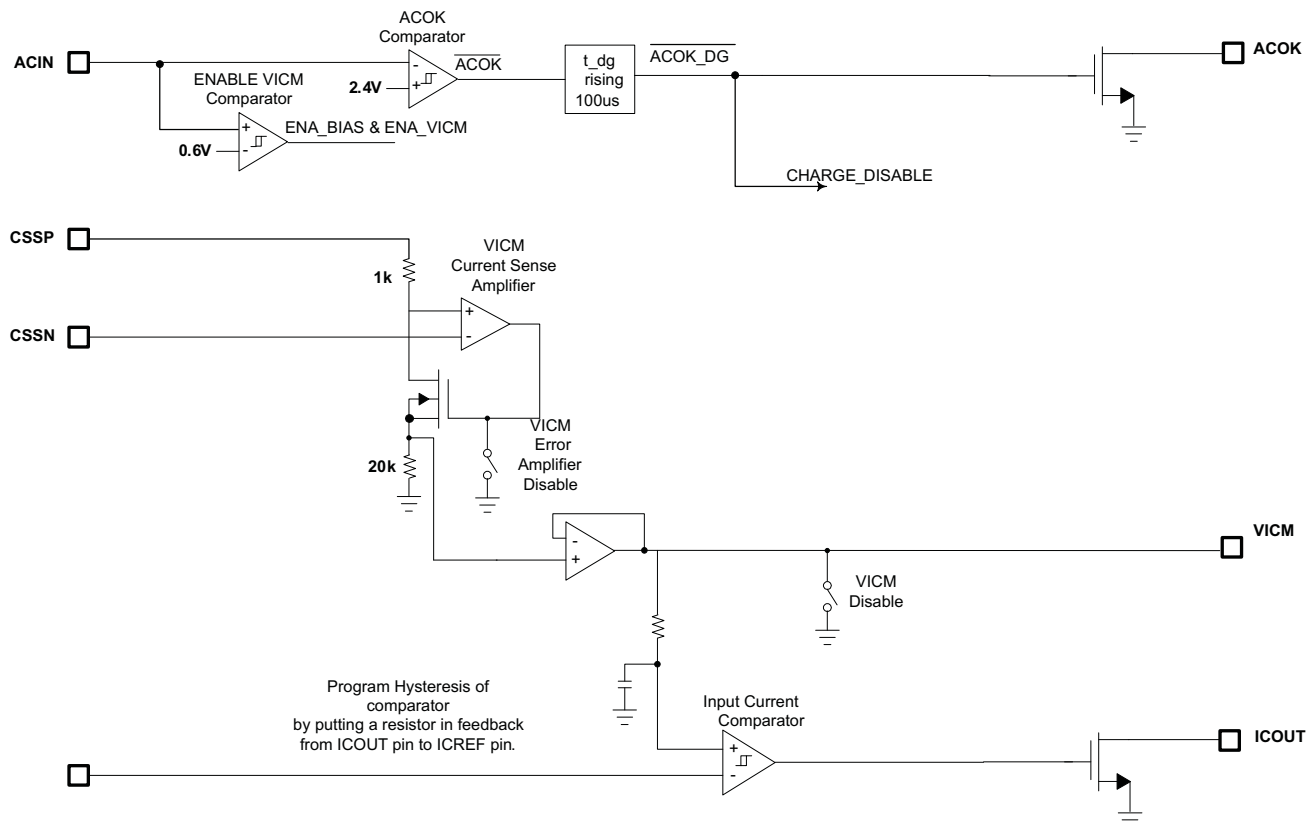 ACOK
Comparator
ACIN
ACOK
ENABLE VICM
Comparator
2.4V
-
+
ACOK
t_dg
rising
100us
ACOK_DG
+
-
0.6V
ENA_BIAS & ENA_VICM
CHARGE_DISABLE
CSSP
1k
VICM
Current Sense
Amplifier
+
-
CSSN
VICM
Error
Amplifier
Disable
20k
-
+
VICM
VICM
Disable
Program Hysteresis of
comparator
by putting a resistor in feedback
from ICOUT pin to ICREF pin.
Input Current
Comparator
+
-
ICOUT